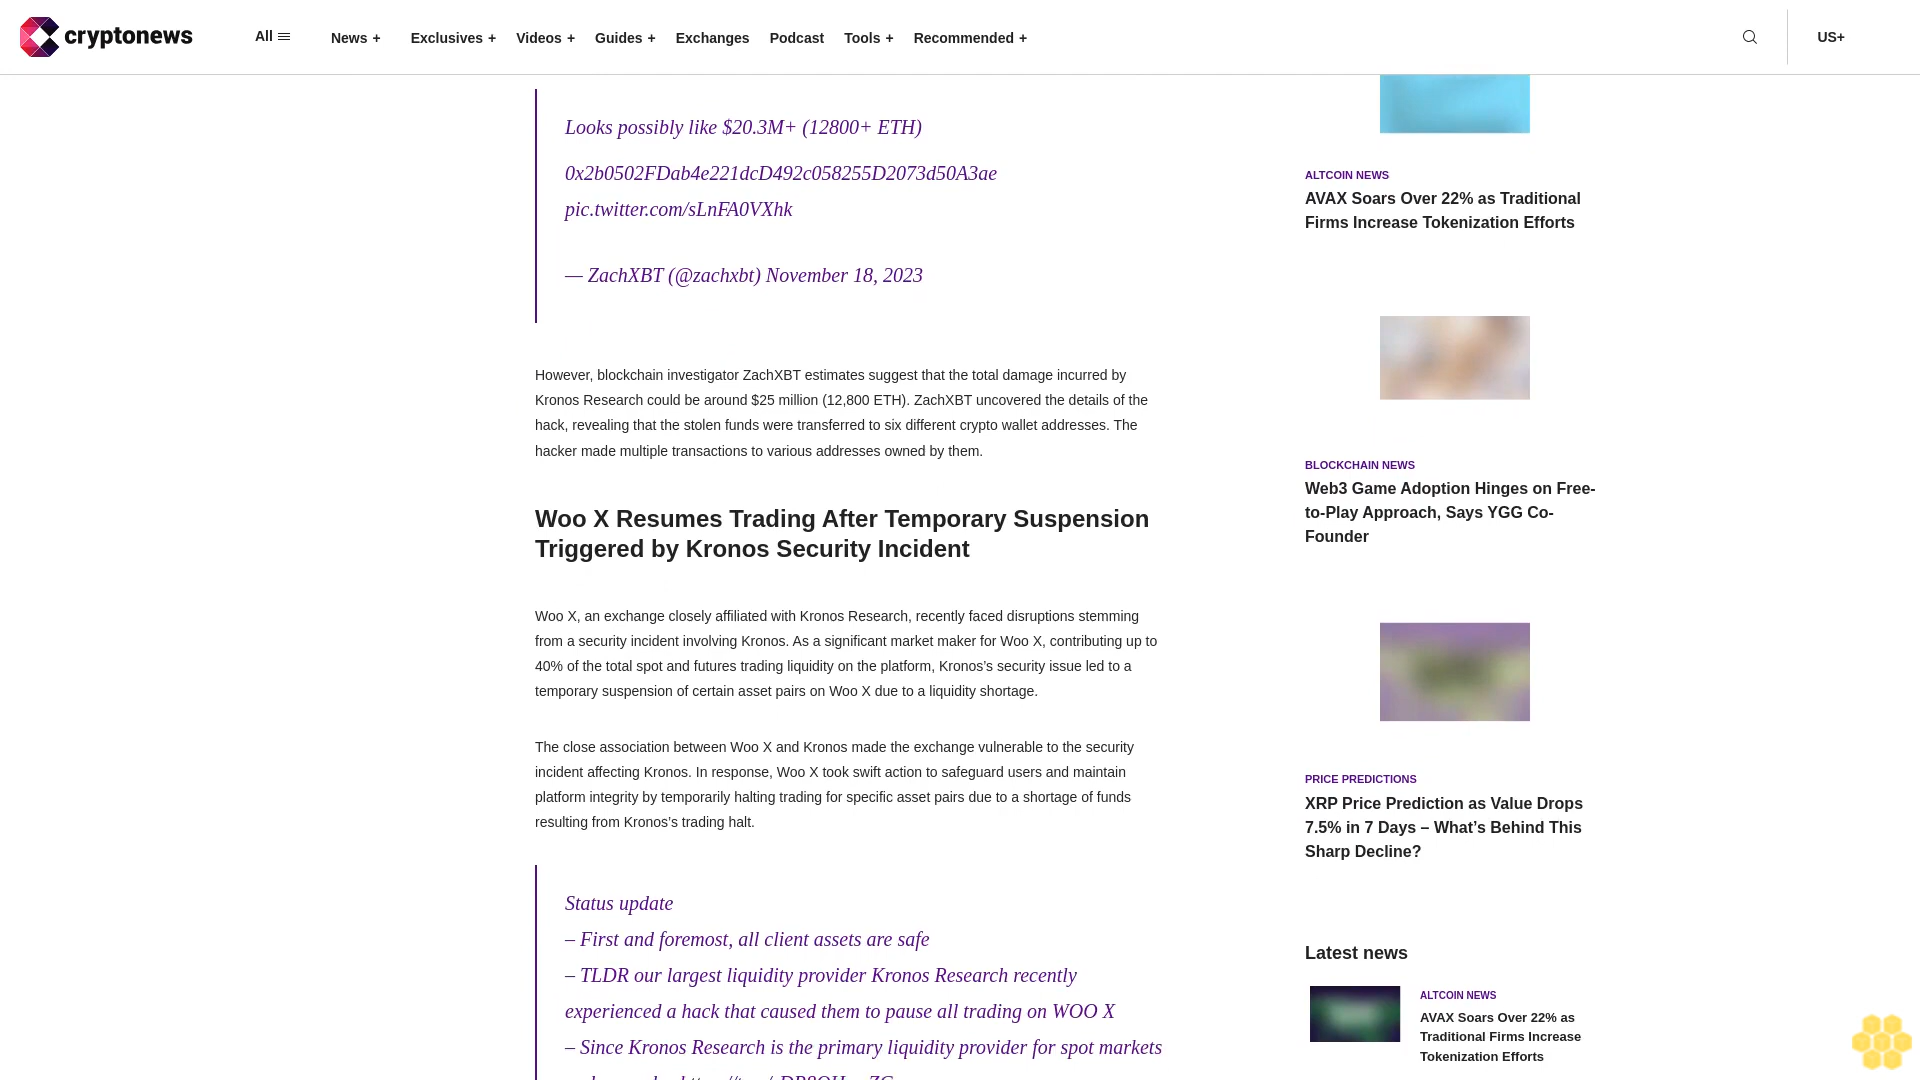 cryptonews
All
News +
Exclusives +
Videos +
Guides +
Exchanges
Podcast
Tools +
Recommended +
US+
Looks possibly like $20.3M+ (12800+ ETH)
0x2b0502FDab4e221dcD492c058255D2073d50A3ae
pic.twitter.com/sLnFA0VXhk
— ZachXBT (@zachxbt) November 18, 2023
However, blockchain investigator ZachXBT estimates suggest that the total damage incurred by
Kronos Research could be around $25 million (12,800 ETH). ZachXBT uncovered the details of the
hack, revealing that the stolen funds were transferred to six different crypto wallet addresses. The
hacker made multiple transactions to various addresses owned by them.
Woo X Resumes Trading After Temporary Suspension
Triggered by Kronos Security Incident
Woo X, an exchange closely affiliated with Kronos Research, recently faced disruptions stemming
from a security incident involving Kronos. As a significant market maker for Woo X, contributing up to
40% of the total spot and futures trading liquidity on the platform, Kronos’s security issue led to a
temporary suspension of certain asset pairs on Woo X due to a liquidity shortage.
The close association between Woo X and Kronos made the exchange vulnerable to the security
incident affecting Kronos. In response, Woo X took swift action to safeguard users and maintain
platform integrity by temporarily halting trading for specific asset pairs due to a shortage of funds
resulting from Kronos’s trading halt.
Status update
– First and foremost, all client assets are safe
– TLDR our largest liquidity provider Kronos Research recently
experienced a hack that caused them to pause all trading on WOO X
– Since Kronos Research is the primary liquidity provider for spot markets
ALTCOIN NEWS
AVAX Soars Over 22% as Traditional
Firms Increase Tokenization Efforts
BLOCKCHAIN NEWS
Web3 Game Adoption Hinges on Free-
to-Play Approach, Says YGG Co-
Founder
PRICE PREDICTIONS
XRP Price Prediction as Value Drops
7.5% in 7 Days – What’s Behind This
Sharp Decline?
Latest news
ALTCOIN NEWS
AVAX Soars Over 22% as
Traditional Firms Increase
Tokenization Efforts